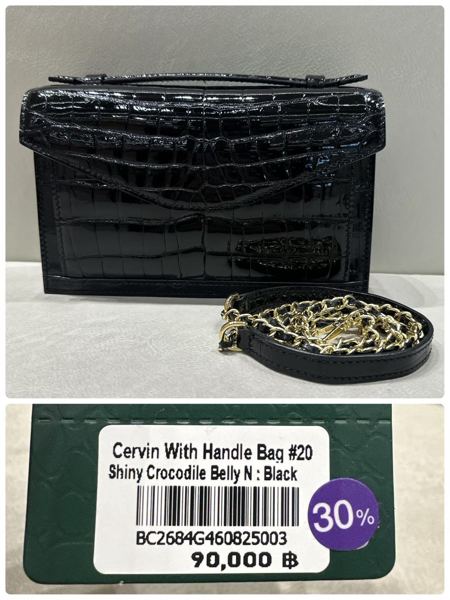 Cervin With Handle Bag #20
Shiny Crocodile Belly N : Black
BC2684G460825003
90,000 ฿
30%